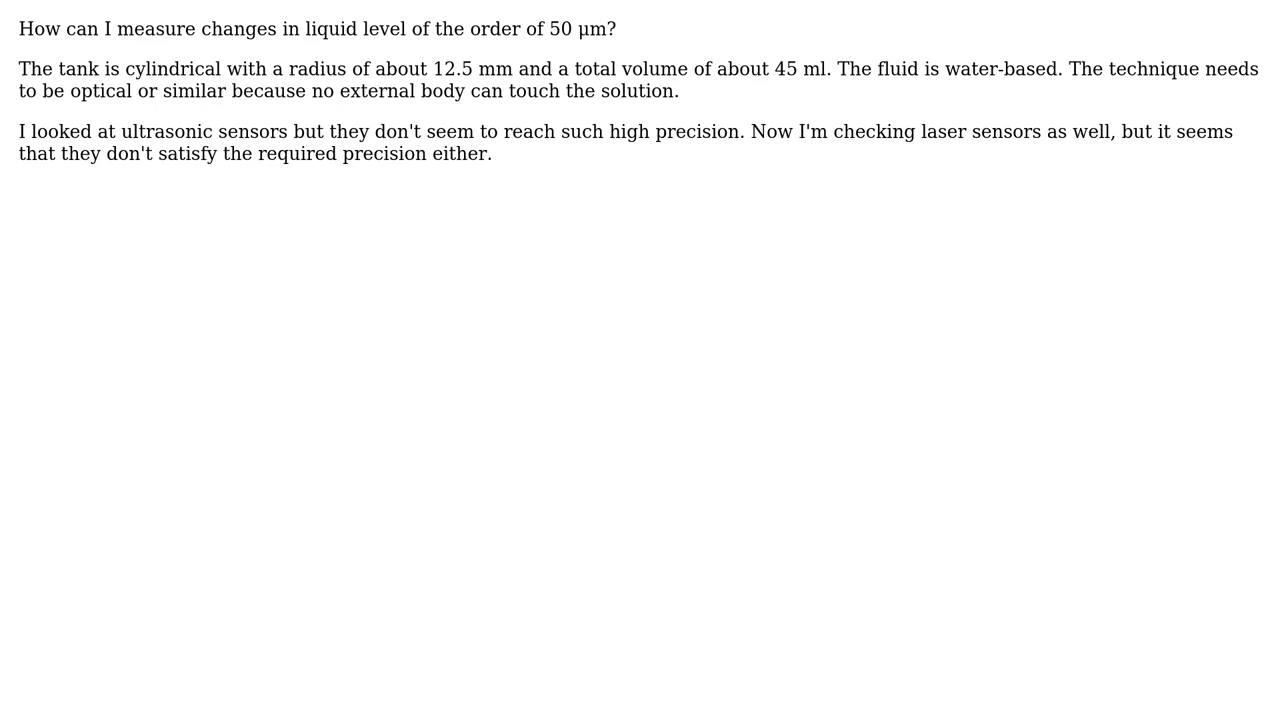 How can I measure changes in liquid level of the order of 50 μm?
The tank is cylindrical with a radius of about 12.5 mm and a total volume of about 45 ml. The fluid is water-based. The technique needs
to be optical or similar because no external body can touch the solution.
I looked at ultrasonic sensors but they don't seem to reach such high precision. Now I'm checking laser sensors as well, but it seems
that they don't satisfy the required precision either.